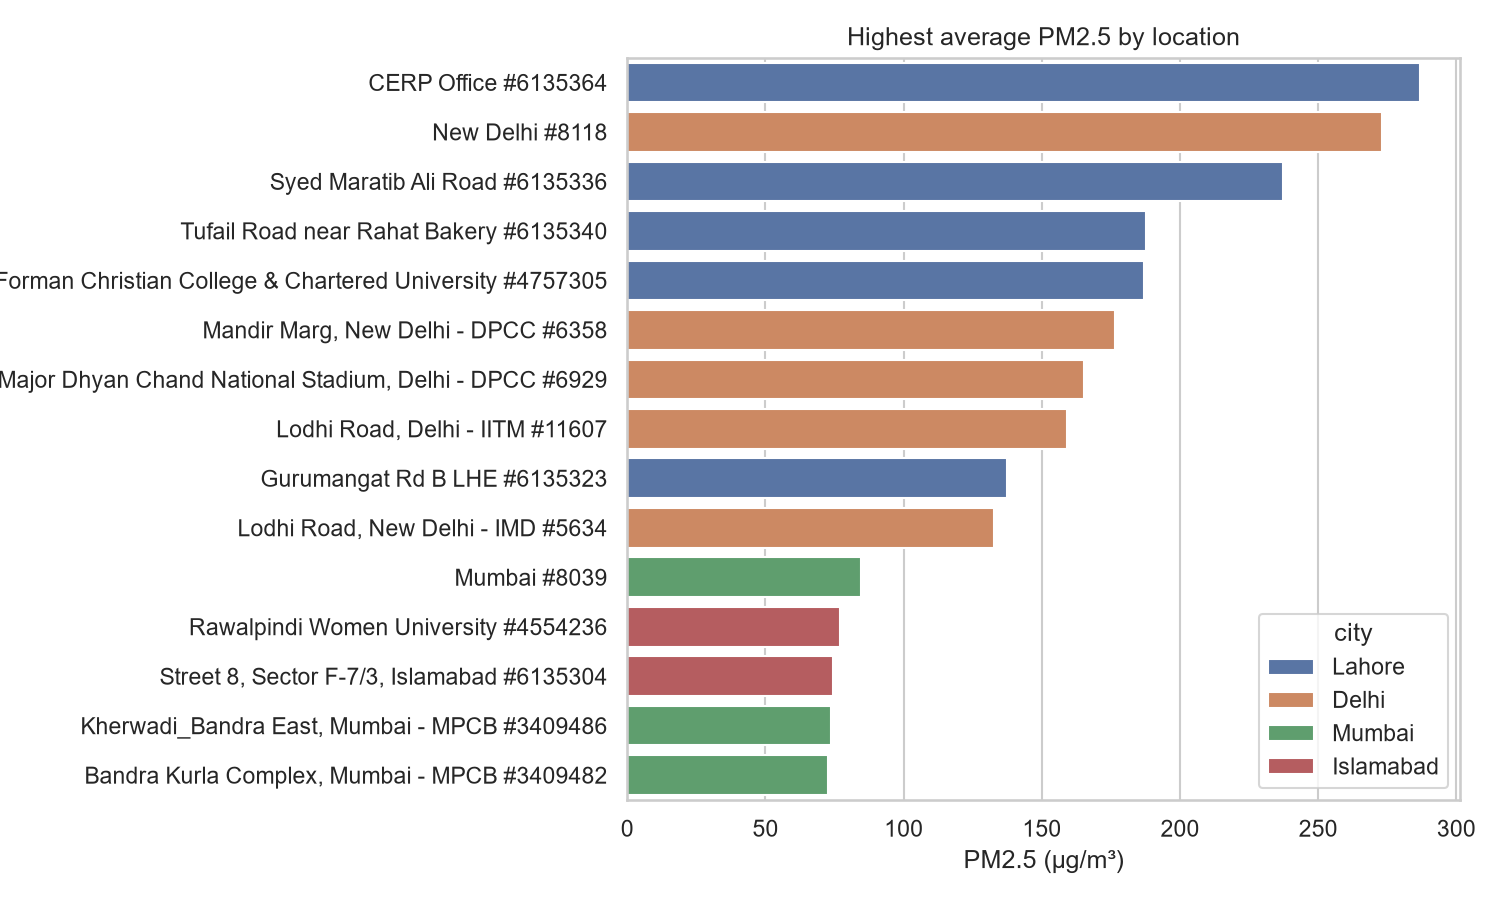 Highest average PM2.5 by location
CERP Office #6135364
New Delhi #8118
Syed Maratib Ali Road #6135336
Tufail Road near Rahat Bakery #6135340
Forman Christian College & Chartered University #4757305
Mandir Marg, New Delhi - DPCC #6358
Major Dhyan Chand National Stadium, Delhi - DPCC #6929
Lodhi Road, Delhi - IITM #11607
Gurumangat Rd B LHE #6135323
Lodhi Road, New Delhi - IMD #5634
Mumbai #8039
Rawalpindi Women University #4554236
Street 8, Sector F-7/3, Islamabad #6135304
Kherwadi_Bandra East, Mumbai - MPCB #3409486
Bandra Kurla Complex, Mumbai - MPCB #3409482
city
Lahore
Delhi
Mumbai
Islamabad
0 50 100 150 200 250 300
PM2.5 (µg/m³)